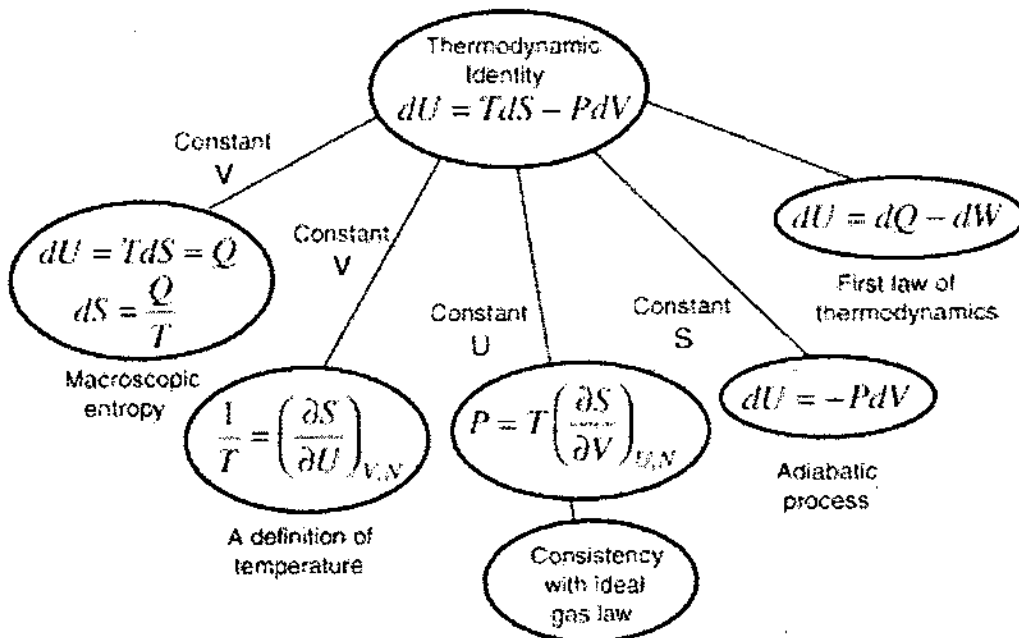 Thermodynamic
Identity
dU = TdS − PdV
Constant
V
dU = TdS = Q
dS = Q/T
Macroscopic
entropy
Constant
V
1/T = (∂S/∂U)V,N
A definition of
temperature
Constant
U
P = T(∂S/∂V)U,N
Consistency
with ideal
gas law
Constant
S
dU = −PdV
Adiabatic
process
dU = dQ − dW
First law of
thermodynamics